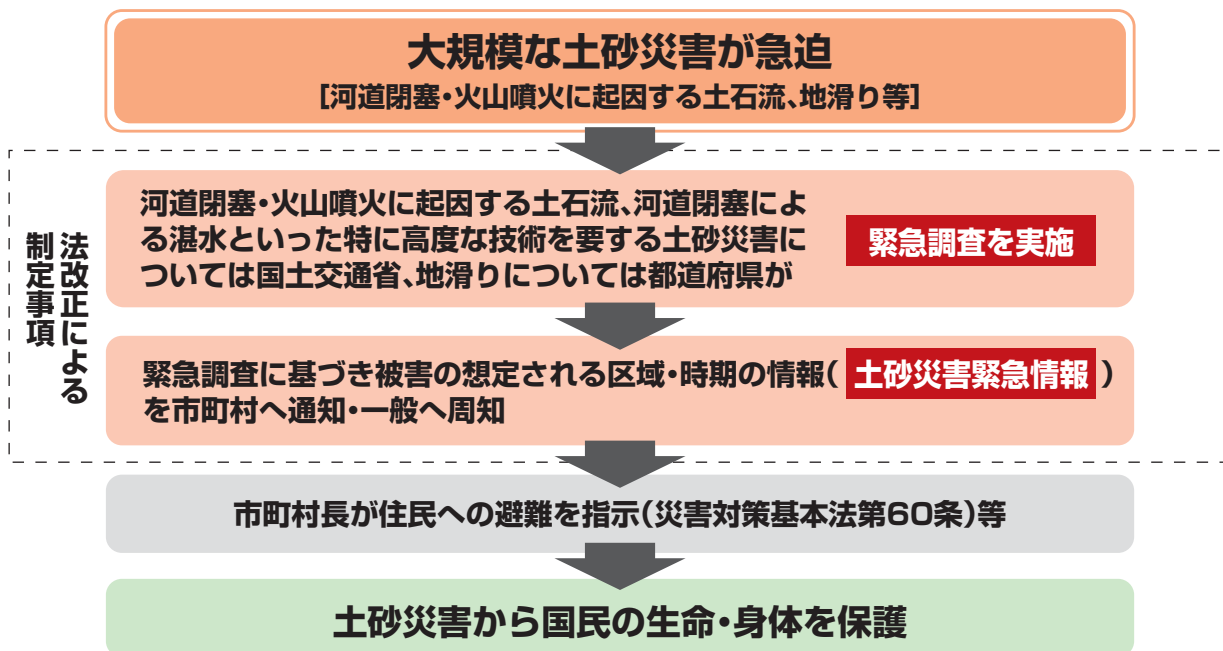 大規模な土砂災害が急迫
[河道閉塞・火山噴火に起因する土石流、地滑り等]
法改正による
制定事項
河道閉塞・火山噴火に起因する土石流、河道閉塞によ
る湛水といった特に高度な技術を要する土砂災害に
ついては国土交通省、地滑りについては都道府県が
緊急調査を実施
緊急調査に基づき被害の想定される区域・時期の情報( 土砂災害緊急情報 )
を市町村へ通知・一般へ周知
市町村長が住民への避難を指示(災害対策基本法第60条)等
土砂災害から国民の生命・身体を保護